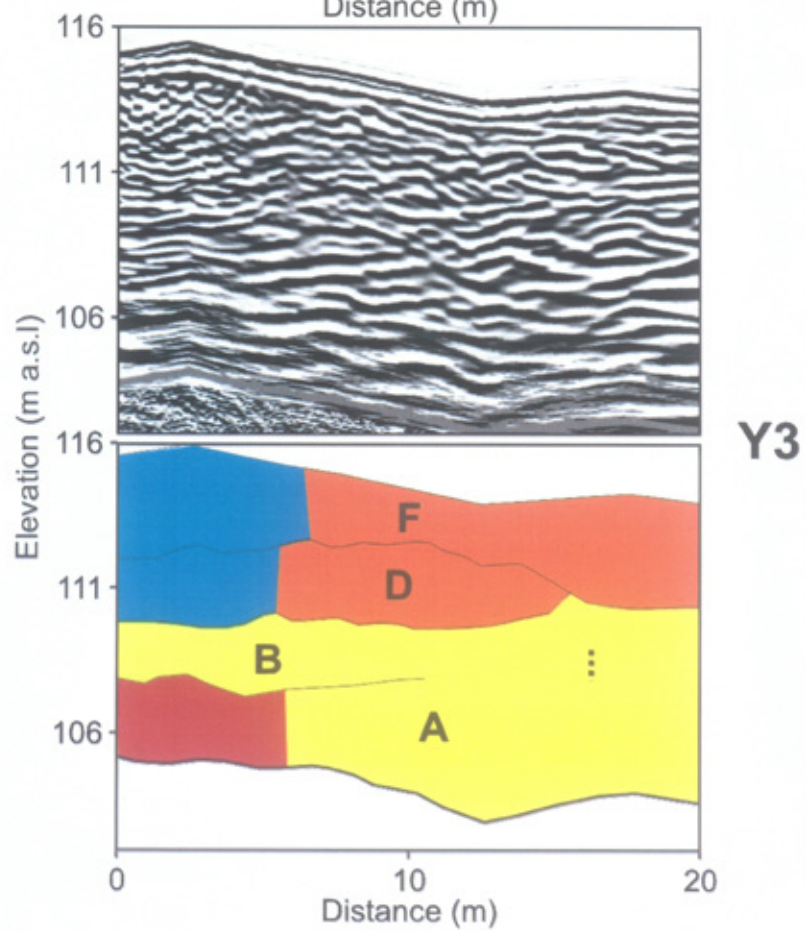 Distance (m)
116
111
106
Elevation (m a.s.l)
Y3
116
111
106
F
D
B
A
0
10
20
Distance (m)